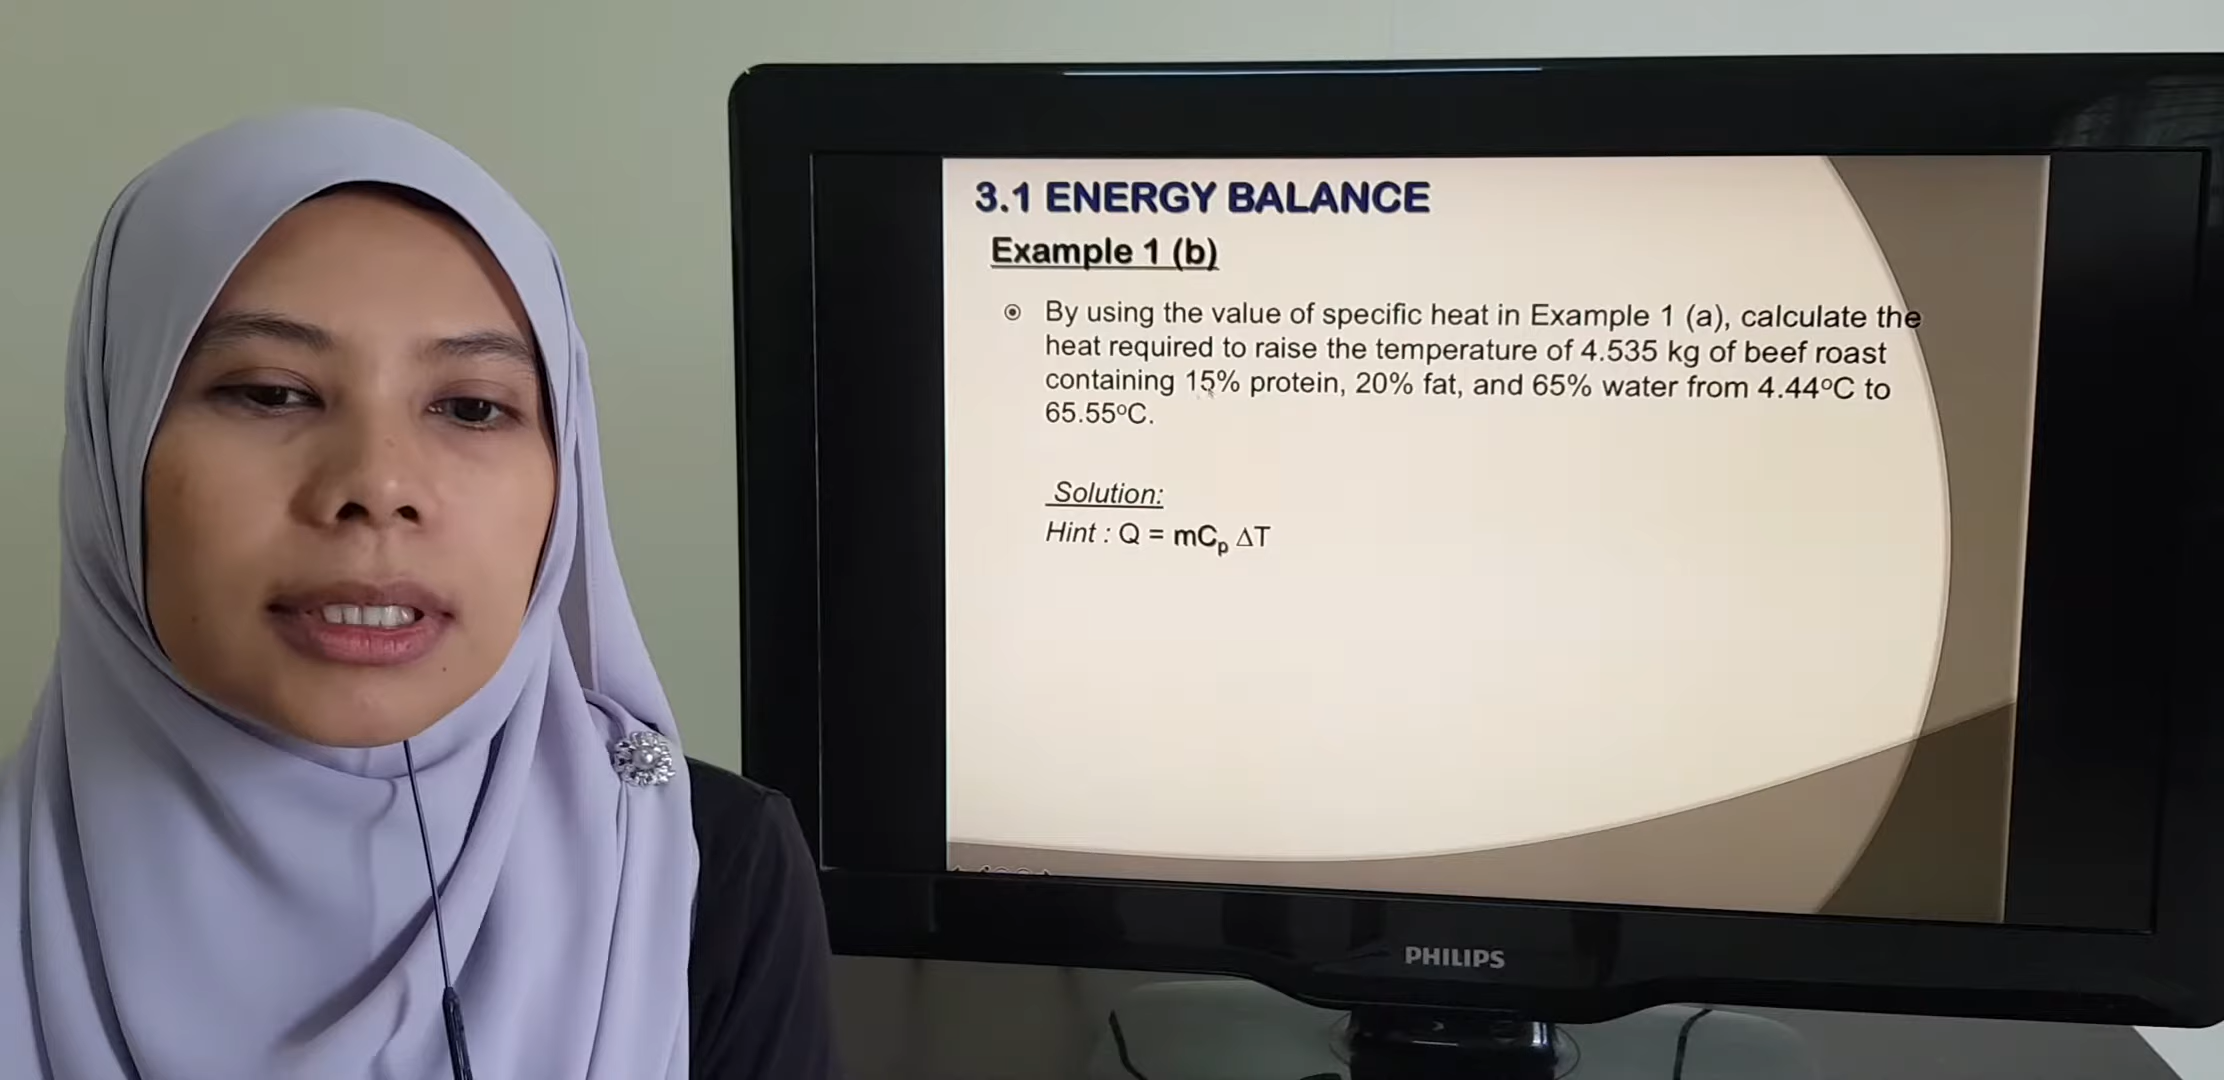 3.1 ENERGY BALANCE
Example 1 (b)
By using the value of specific heat in Example 1 (a), calculate the
heat required to raise the temperature of 4.535 kg of beef roast
containing 15% protein, 20% fat, and 65% water from 4.44°C to
65.55°C.
Solution:
Hint : Q = mCp ΔT
PHILIPS